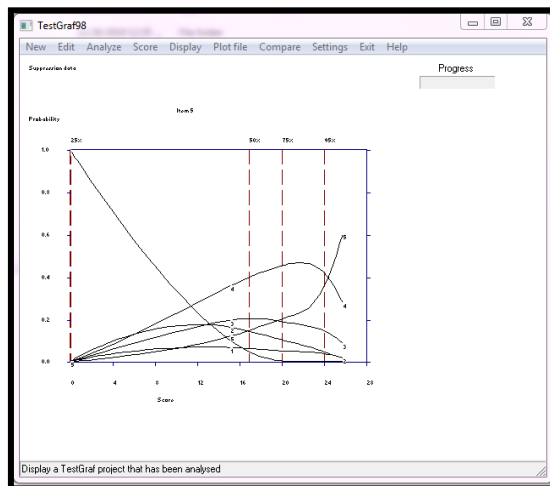 TestGraf98
New Edit Analyze Score Display Plot file Compare Settings Exit Help
Suppression data
Progress
Item 5
Probability
25% 50% 75% 95%
1.0
0.8
5
0.6
4
0.4
4
3
0.2
2
3
1
0.0
0 4 8 12 16 20 24 28
Score
Display a TestGraf project that has been analysed